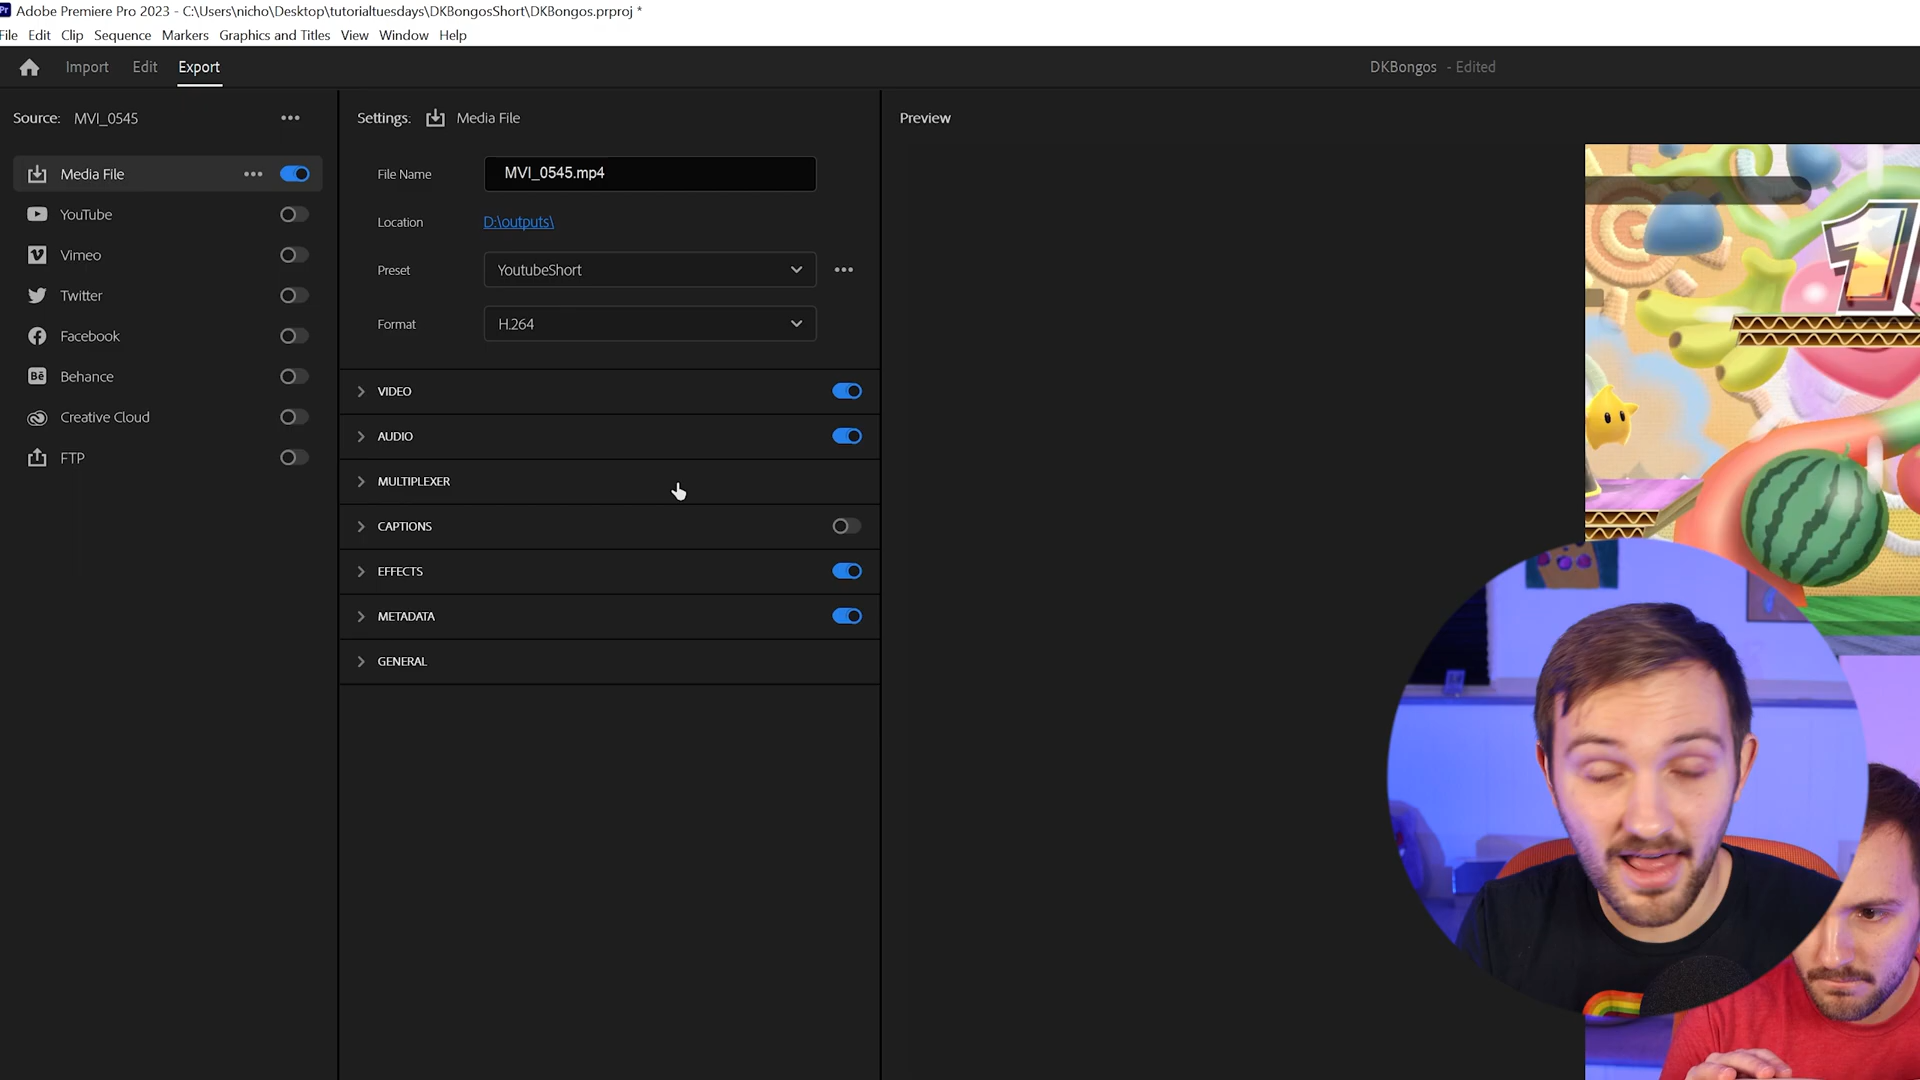 Pr Adobe Premiere Pro 2023 - C:\Users\nicho\Desktop\tutorialtuesdays\DKBongosShort\DKBongos.prproj *
File Edit Clip Sequence Markers Graphics and Titles View Window Help
Import Edit Export DKBongos - Edited
Source: MVI_0545 •••
Media File •••
YouTube
Vimeo
Twitter
Facebook
Bē Behance
Creative Cloud
FTP
Settings: Media File
File Name MVI_0545.mp4
Location D:\outputs\
Preset YoutubeShort •••
Format H.264
VIDEO
AUDIO
MULTIPLEXER
CAPTIONS
EFFECTS
METADATA
GENERAL
Preview
1